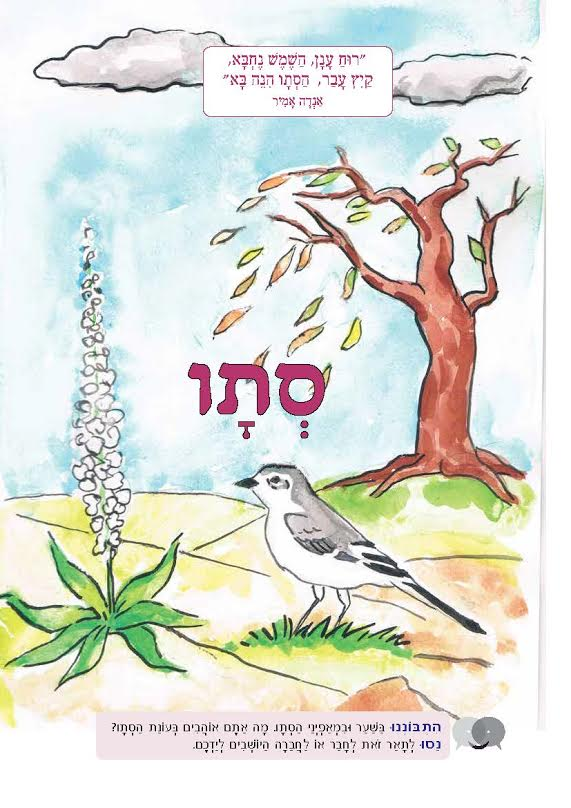 "רוּחַ עָנָן, הַשֶּׁמֶשׁ נֶחְבָּא,
קַיִץ עָבַר, הַסְּתָו הִנֵּה בָּא"
אַנְדָה עָמִיר
סְתָו
הִתְבּוֹנְנוּ בַּשַּׁעַר וּבִמְאַפְיְנֵי הַסְּתָו. מָה אַתֶּם אוֹהֲבִים בְּעוֹנַת הַסְּתָו?
נַסּוּ לְתָאֵר זֹאת לְחָבֵר אוֹ לַחֲבֵרָה הַיּוֹשְׁבִים לְיֶדְכֶם.